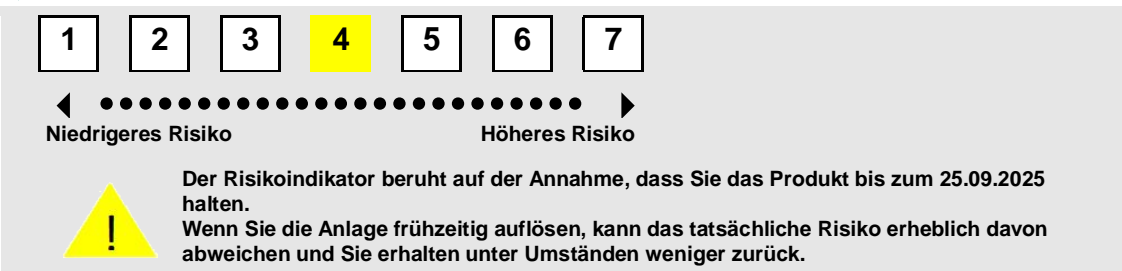 1 2 3 4 5 6 7
Niedrigeres Risiko Höheres Risiko
Der Risikoindikator beruht auf der Annahme, dass Sie das Produkt bis zum 25.09.2025
halten.
Wenn Sie die Anlage frühzeitig auflösen, kann das tatsächliche Risiko erheblich davon
abweichen und Sie erhalten unter Umständen weniger zurück.
!